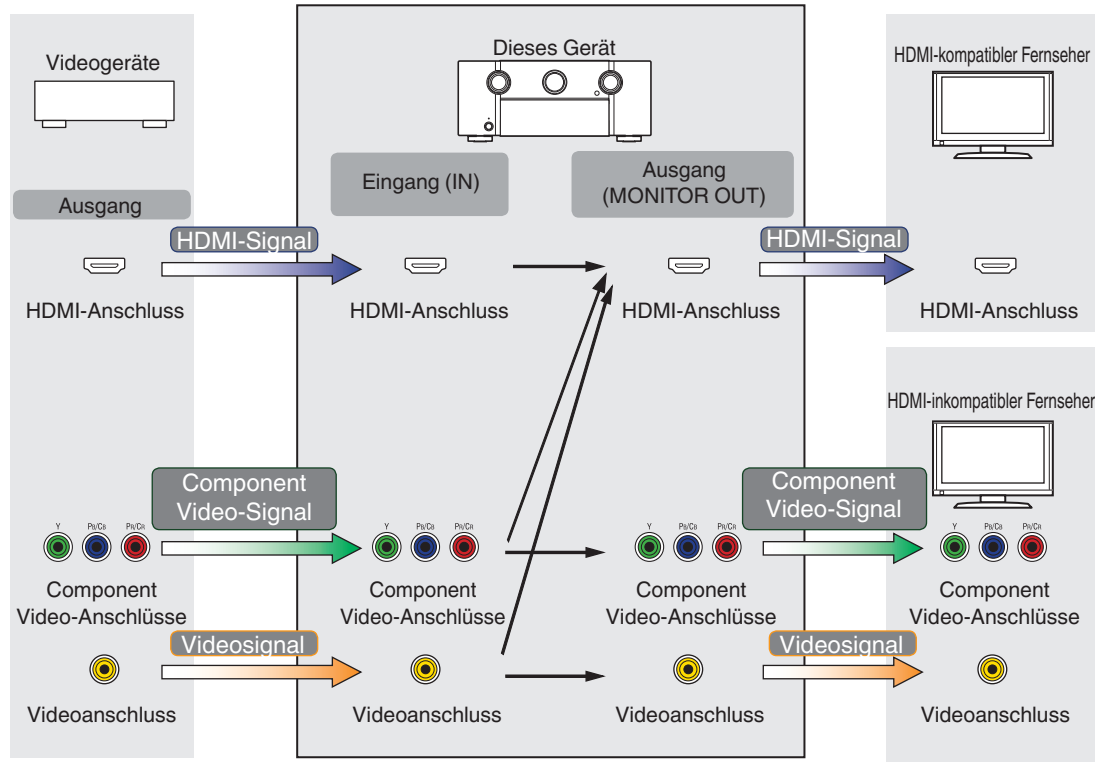 Videogeräte
Dieses Gerät
HDMI-kompatibler Fernseher
Ausgang
Eingang (IN)
Ausgang
(MONITOR OUT)
HDMI-Signal
HDMI-Signal
HDMI-Anschluss
HDMI-Anschluss
HDMI-Anschluss
HDMI-Anschluss
HDMI-inkompatibler Fernseher
Component
Video-Signal
Component
Video-Signal
Y PB/CB PR/CR
Y PB/CB PR/CR
Y PB/CB PR/CR
Y PB/CB PR/CR
Component
Video-Anschlüsse
Component
Video-Anschlüsse
Component
Video-Anschlüsse
Component
Video-Anschlüsse
Videosignal
Videosignal
Videoanschluss
Videoanschluss
Videoanschluss
Videoanschluss